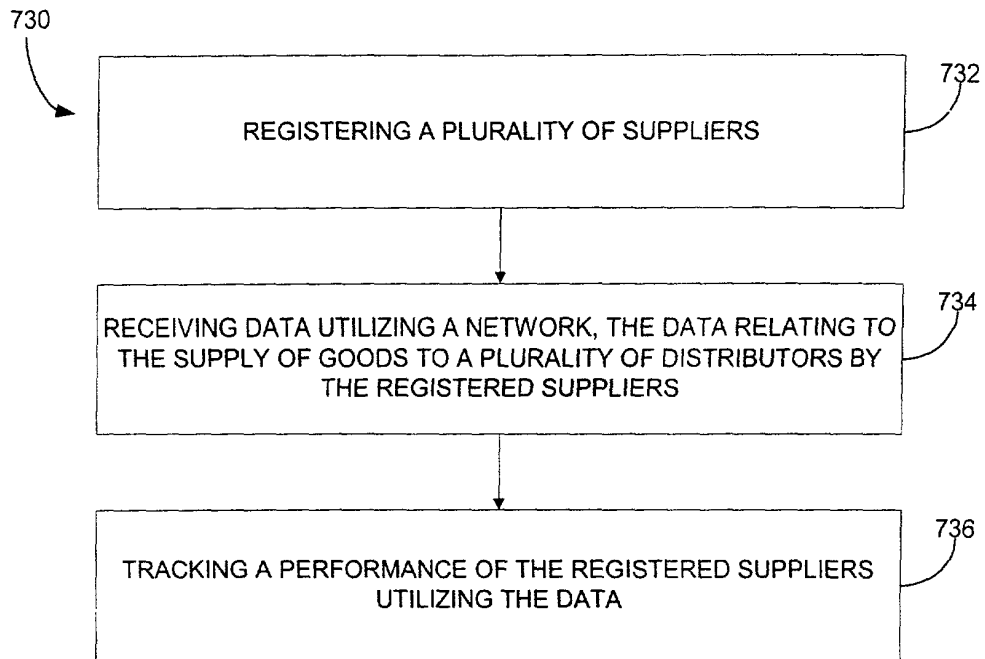 730
732
REGISTERING A PLURALITY OF SUPPLIERS
734
RECEIVING DATA UTILIZING A NETWORK, THE DATA RELATING TO
THE SUPPLY OF GOODS TO A PLURALITY OF DISTRIBUTORS BY
THE REGISTERED SUPPLIERS
736
TRACKING A PERFORMANCE OF THE REGISTERED SUPPLIERS
UTILIZING THE DATA